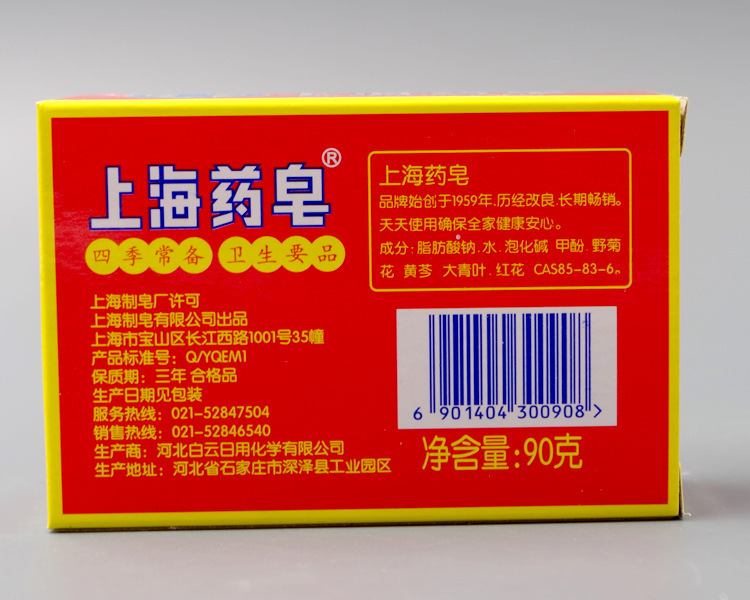 上海药皂®
四季常备 卫生要品
上海制皂厂许可
上海制皂有限公司出品
上海市宝山区长江西路1001号35幢
产品标准号：Q/YQEM1
保质期：三年 合格品
生产日期见包装
服务热线：021-52847504
销售热线：021-52846540
生产商：河北白云日用化学有限公司
生产地址：河北省石家庄市深泽县工业园区
上海药皂
品牌始创于1959年.历经改良.长期畅销。
天天使用确保全家健康安心。
成分：脂肪酸钠.水.泡化碱 甲酚.野菊
花 黄芩 大青叶.红花 CAS85-83-6。
6 901404 300908 >
净含量:90克